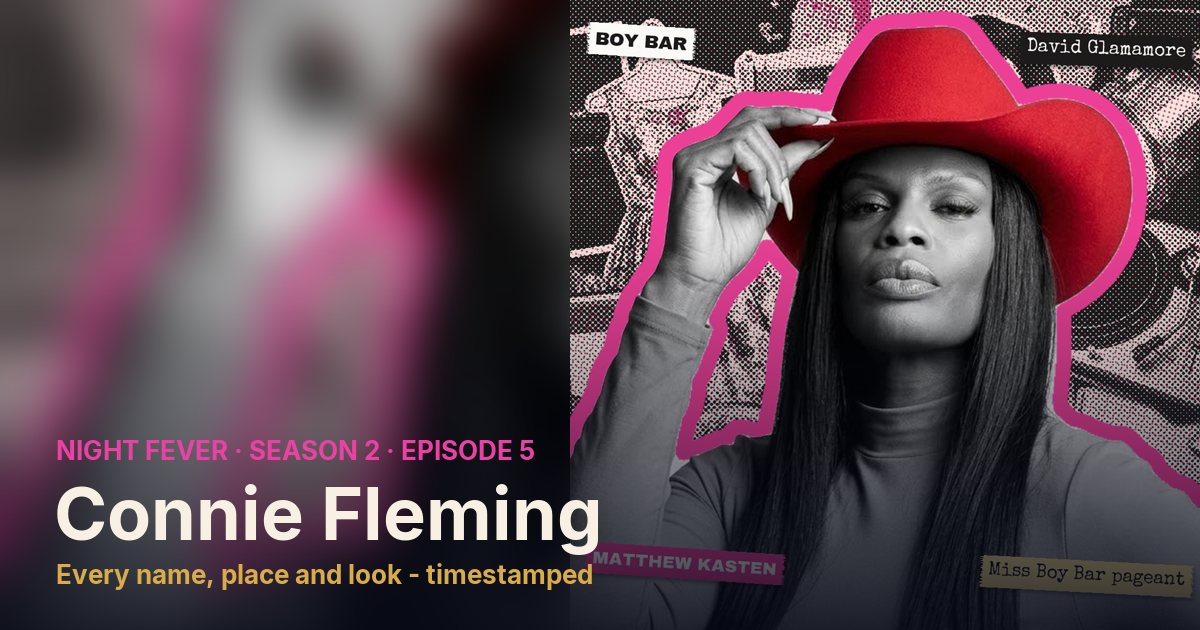 BOY BAR
David Glamamore
NIGHT FEVER · SEASON 2 · EPISODE 5
Connie Fleming
Every name, place and look - timestamped
MATTHEW KASTEN
Miss Boy Bar pageant